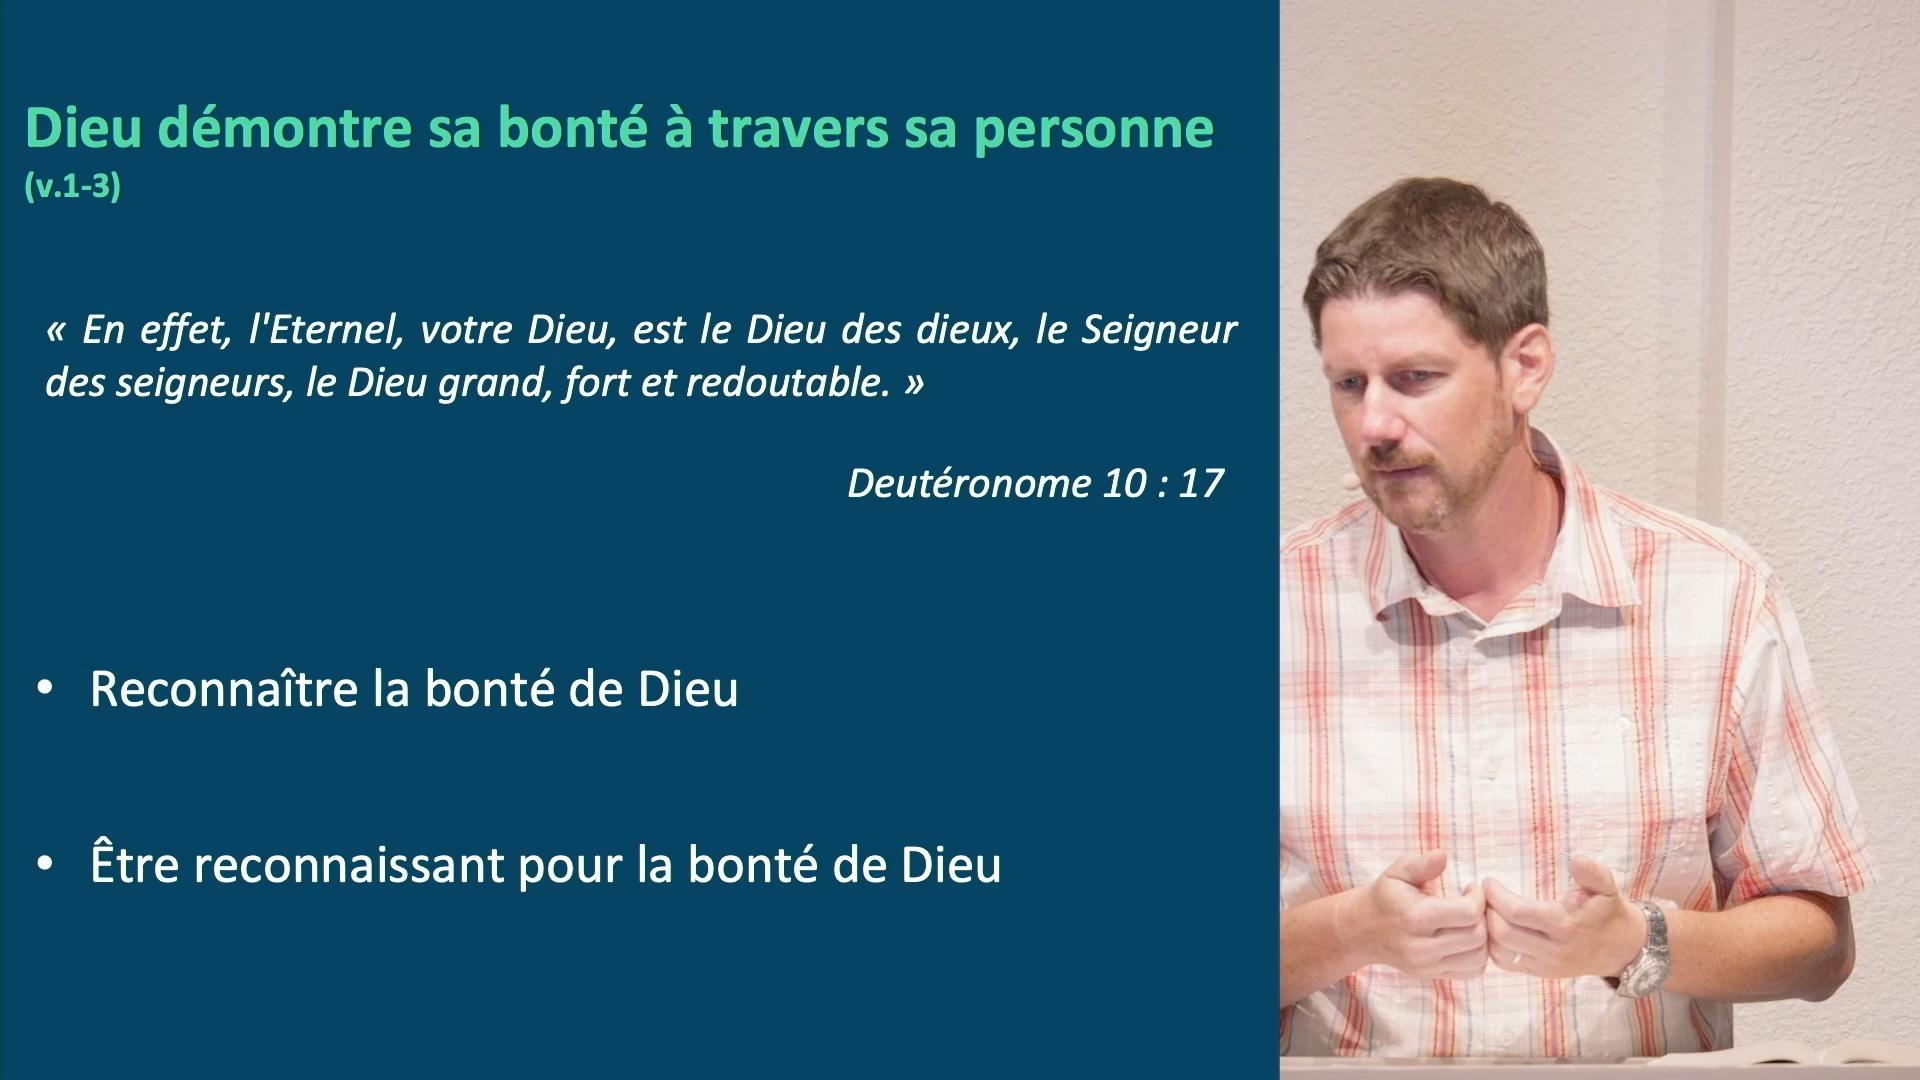 Dieu démontre sa bonté à travers sa personne
(v.1-3)
« En effet, l'Eternel, votre Dieu, est le Dieu des dieux, le Seigneur
des seigneurs, le Dieu grand, fort et redoutable. »
Deutéronome 10 : 17
• Reconnaître la bonté de Dieu
• Être reconnaissant pour la bonté de Dieu